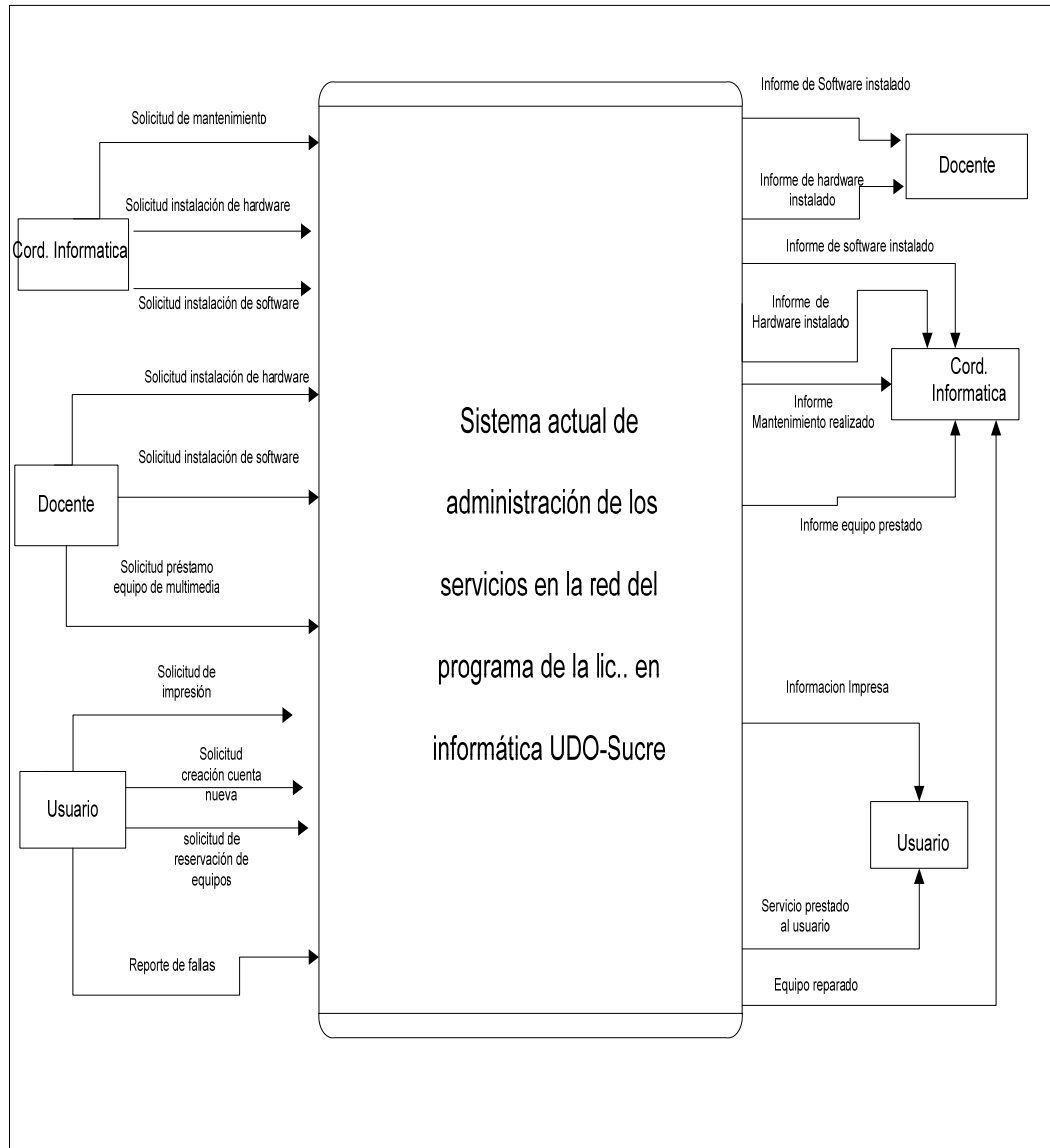 Solicitud de mantenimiento
Solicitud instalación de hardware
Cord. Informatica
Solicitud instalación de software
Solicitud instalación de hardware
Solicitud instalación de software
Docente
Solicitud préstamo
equipo de multimedia
Solicitud de
impresión
Solicitud
creación cuenta
nueva
Usuario
solicitud de
reservación de
equipos
Reporte de fallas
Sistema actual de
administración de los
servicios en la red del
programa de la lic.. en
informática UDO-Sucre
Informe de Software instalado
Docente
Informe de hardware
instalado
Informe de software instalado
Informe de
Hardware instalado
Cord.
Informatica
Informe
Mantenimiento realizado
Informe equipo prestado
Informacion Impresa
Usuario
Servicio prestado
al usuario
Equipo reparado